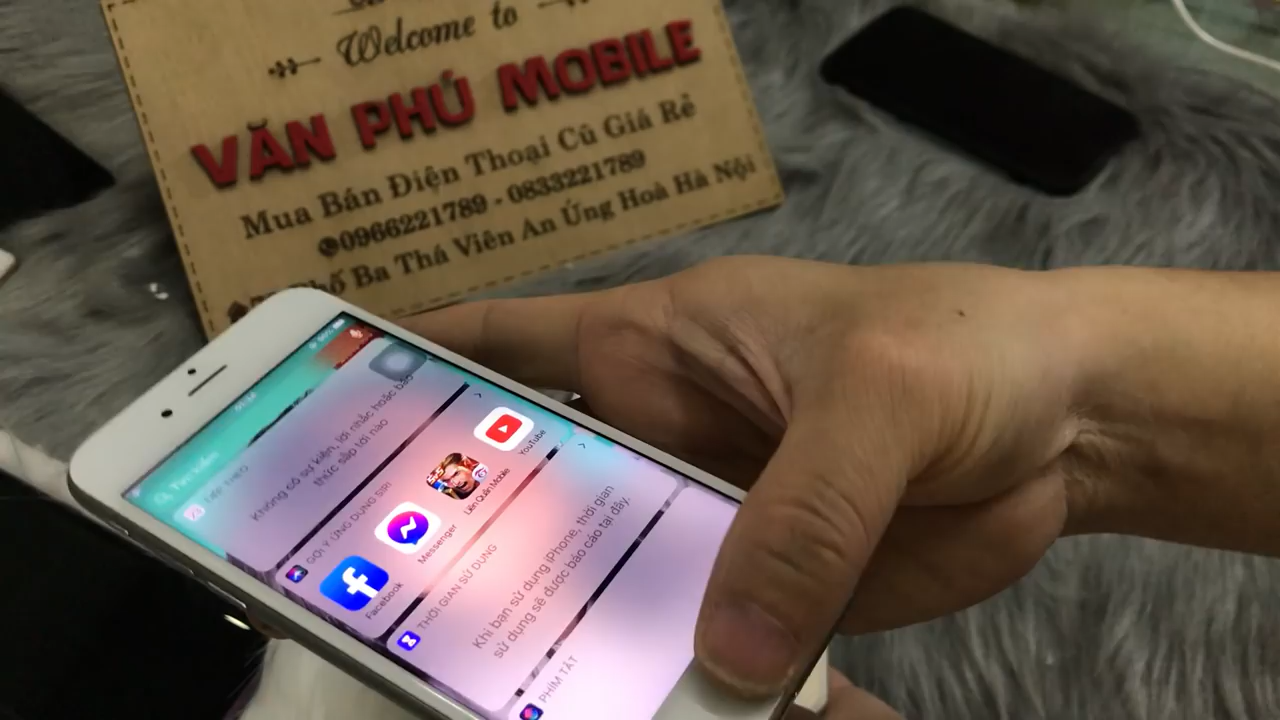 Welcome to
VĂN PHÚ MOBILE
Mua Bán Điện Thoại Cũ Giá Rẻ
0966221789 - 0833221789
Phố Ba Thá Viên An Ứng Hoà Hà Nội
Tìm kiếm
TIẾP THEO
Không có sự kiện, lời nhắc hoặc báo
thức sắp tới nào
GỢI Ý ỨNG DỤNG SIRI
Facebook
Messenger
Liên Quân Mobile
YouTube
THỜI GIAN SỬ DỤNG
Khi bạn sử dụng iPhone, thời gian
sử dụng sẽ được báo cáo tại đây.
PHÍM TẮT